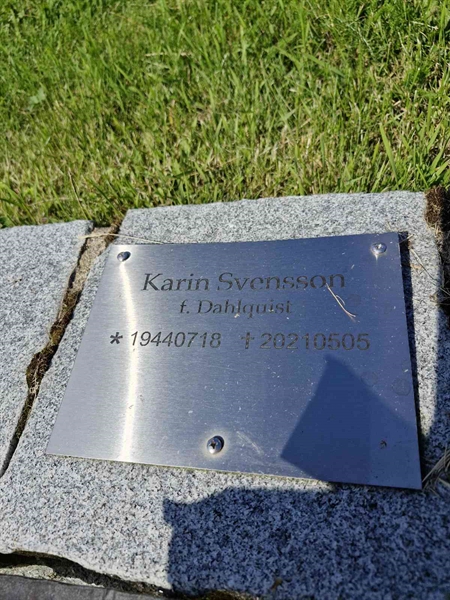 Karin Svensson
f. Dahlquist
* 19440718 † 20210505